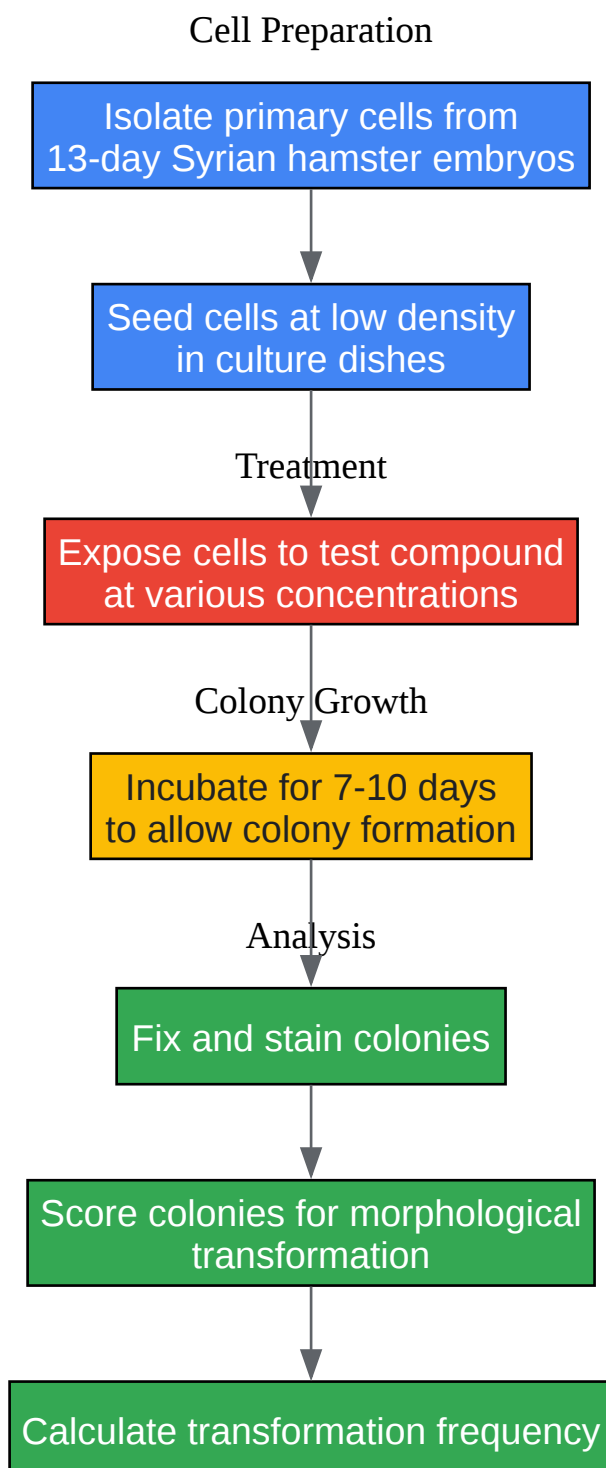 Cell Preparation
Isolate primary cells from
13-day Syrian hamster embryos
Seed cells at low density
in culture dishes
Treatment
Expose cells to test compound
at various concentrations
Colony Growth
Incubate for 7-10 days
to allow colony formation
Analysis
Fix and stain colonies
Score colonies for morphological
transformation
Calculate transformation frequency